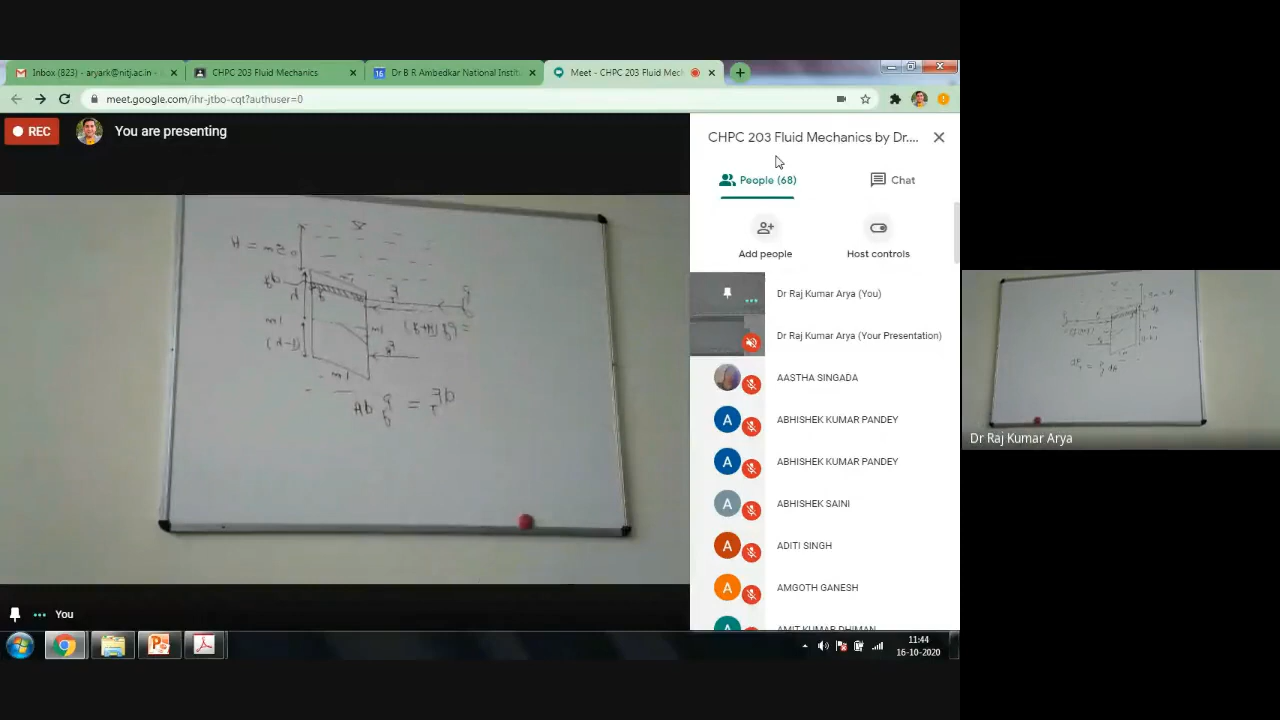 Inbox (823) - aryark@nitj.ac.in -
CHPC 203 Fluid Mechanics
Dr B R Ambedkar National Instit
Meet - CHPC 203 Fluid Mec
meet.google.com/ihr-jtbo-cqt?authuser=0
REC
You are presenting
CHPC 203 Fluid Mechanics by Dr....
People (68)
Chat
Add people
Host controls
Dr Raj Kumar Arya (You)
Dr Raj Kumar Arya (Your Presentation)
AASTHA SINGADA
A ABHISHEK KUMAR PANDEY
A ABHISHEK KUMAR PANDEY
A ABHISHEK SAINI
A ADITI SINGH
A AMGOTH GANESH
A AMIT KUMAR DHIMAN
You
Dr Raj Kumar Arya
11:44
16-10-2020